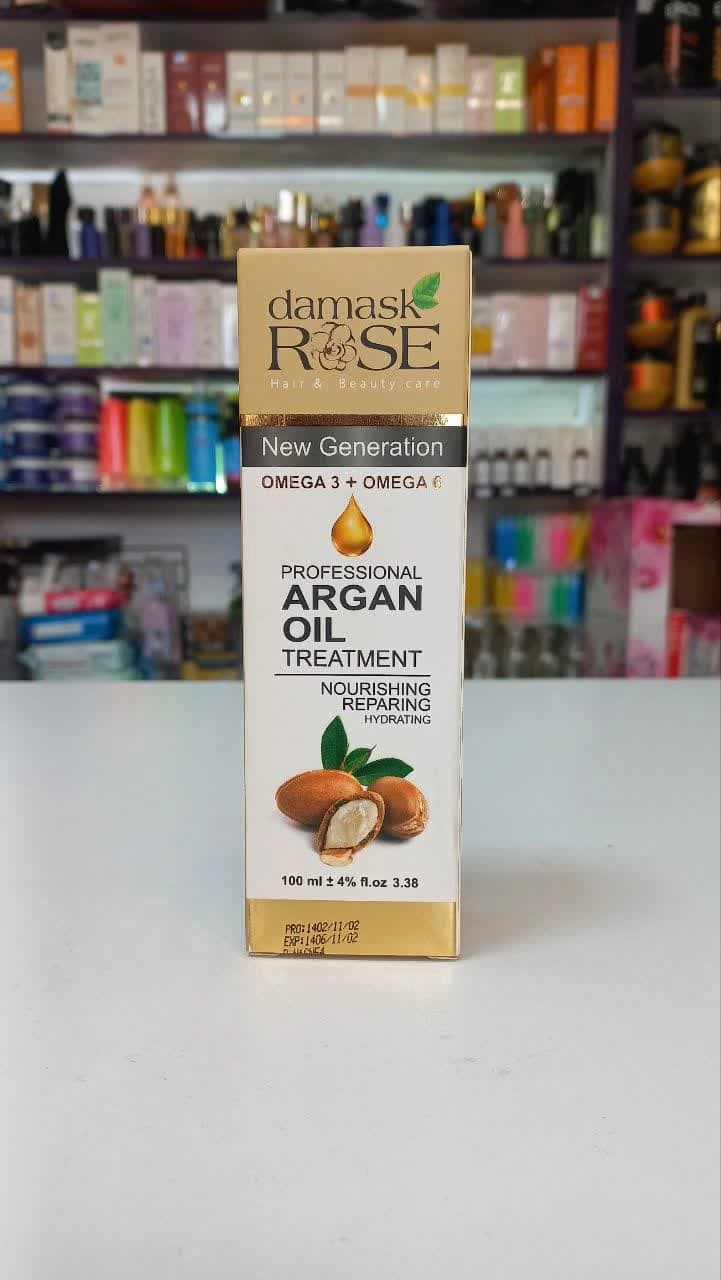 damask
ROSE
Hair & Beauty care
New Generation
OMEGA 3 + OMEGA 6
PROFESSIONAL
ARGAN
OIL
TREATMENT
NOURISHING
REPARING
HYDRATING
100 ml ± 4% fl.oz 3.38
PRO:1402/11/02
EXP:1406/11/02